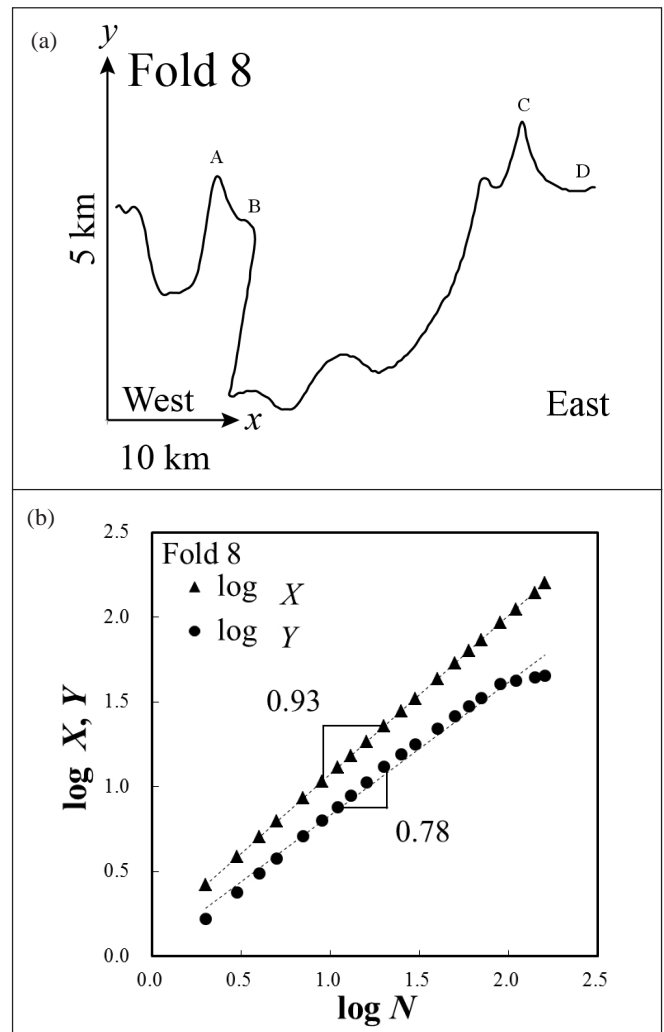 (a)
y
Fold 8
A
B
C
D
5 km
West
x
East
10 km
(b)
2.5
Fold 8
▲ log X
● log Y
2.0
1.5
0.93
1.0
0.78
0.5
0.0
log X, Y
0.0 0.5 1.0 1.5 2.0 2.5
log N